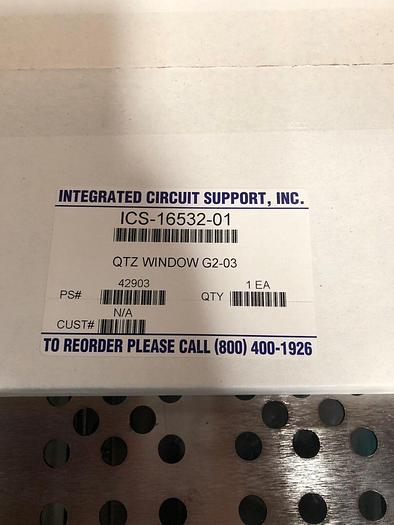 INTEGRATED CIRCUIT SUPPORT, INC.
ICS-16532-01
QTZ WINDOW G2-03
42903 1 EA
PS# QTY
N/A
CUST#
TO REORDER PLEASE CALL (800) 400-1926